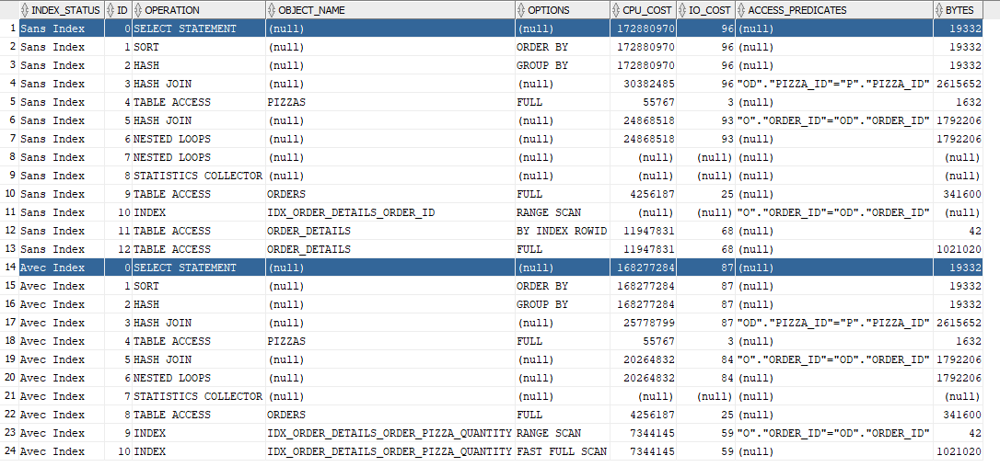 INDEX_STATUS ID OPERATION OBJECT_NAME OPTIONS CPU_COST IO_COST ACCESS_PREDICATES BYTES
1 Sans Index 0 SELECT STATEMENT (null) (null) 172880970 96 (null) 19332
2 Sans Index 1 SORT (null) ORDER BY 172880970 96 (null) 19332
3 Sans Index 2 HASH (null) GROUP BY 172880970 96 (null) 19332
4 Sans Index 3 HASH JOIN (null) (null) 30382485 96 "OD"."PIZZA_ID"="P"."PIZZA_ID" 2615652
5 Sans Index 4 TABLE ACCESS PIZZAS FULL 55767 3 (null) 1632
6 Sans Index 5 HASH JOIN (null) (null) 24868518 93 "O"."ORDER_ID"="OD"."ORDER_ID" 1792206
7 Sans Index 6 NESTED LOOPS (null) (null) 24868518 93 (null) 1792206
8 Sans Index 7 NESTED LOOPS (null) (null) (null) (null) (null) (null)
9 Sans Index 8 STATISTICS COLLECTOR (null) (null) (null) (null) (null) (null)
10 Sans Index 9 TABLE ACCESS ORDERS FULL 4256187 25 (null) 341600
11 Sans Index 10 INDEX IDX_ORDER_DETAILS_ORDER_ID RANGE SCAN (null) (null) "O"."ORDER_ID"="OD"."ORDER_ID" (null)
12 Sans Index 11 TABLE ACCESS ORDER_DETAILS BY INDEX ROWID 11947831 68 (null) 42
13 Sans Index 12 TABLE ACCESS ORDER_DETAILS FULL 11947831 68 (null) 1021020
14 Avec Index 0 SELECT STATEMENT (null) (null) 168277284 87 (null) 19332
15 Avec Index 1 SORT (null) ORDER BY 168277284 87 (null) 19332
16 Avec Index 2 HASH (null) GROUP BY 168277284 87 (null) 19332
17 Avec Index 3 HASH JOIN (null) (null) 25778799 87 "OD"."PIZZA_ID"="P"."PIZZA_ID" 2615652
18 Avec Index 4 TABLE ACCESS PIZZAS FULL 55767 3 (null) 1632
19 Avec Index 5 HASH JOIN (null) (null) 20264832 84 "O"."ORDER_ID"="OD"."ORDER_ID" 1792206
20 Avec Index 6 NESTED LOOPS (null) (null) 20264832 84 (null) 1792206
21 Avec Index 7 STATISTICS COLLECTOR (null) (null) (null) (null) (null) (null)
22 Avec Index 8 TABLE ACCESS ORDERS FULL 4256187 25 (null) 341600
23 Avec Index 9 INDEX IDX_ORDER_DETAILS_ORDER_PIZZA_QUANTITY RANGE SCAN 7344145 59 "O"."ORDER_ID"="OD"."ORDER_ID" 42
24 Avec Index 10 INDEX IDX_ORDER_DETAILS_ORDER_PIZZA_QUANTITY FAST FULL SCAN 7344145 59 (null) 1021020